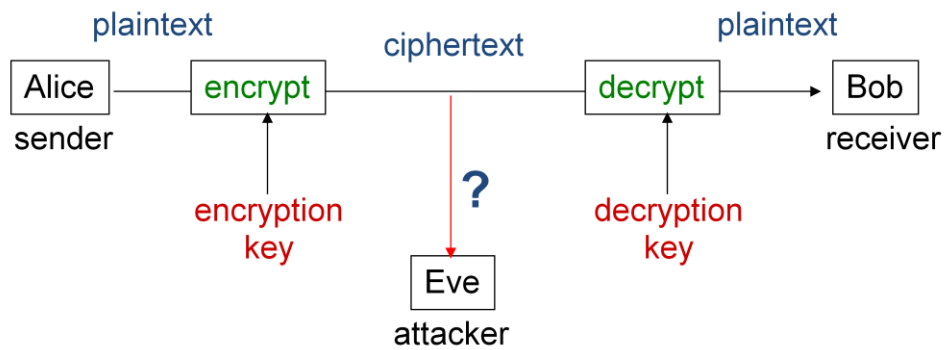 plaintext
ciphertext
plaintext
Alice
encrypt
decrypt
Bob
sender
receiver
?
encryption
key
decryption
key
Eve
attacker